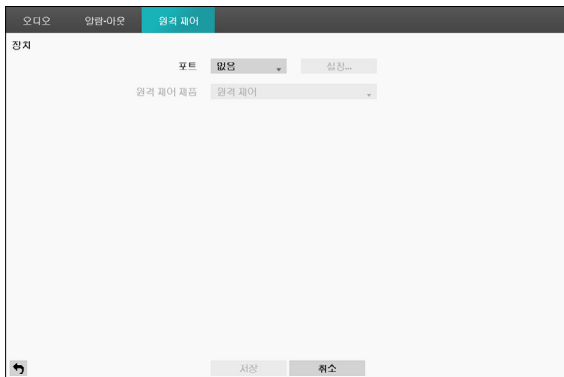 오디오 알람-아웃 원격 제어
장치
포트 없음 설정...
원격 제어 제품 원격 제어
저장 취소